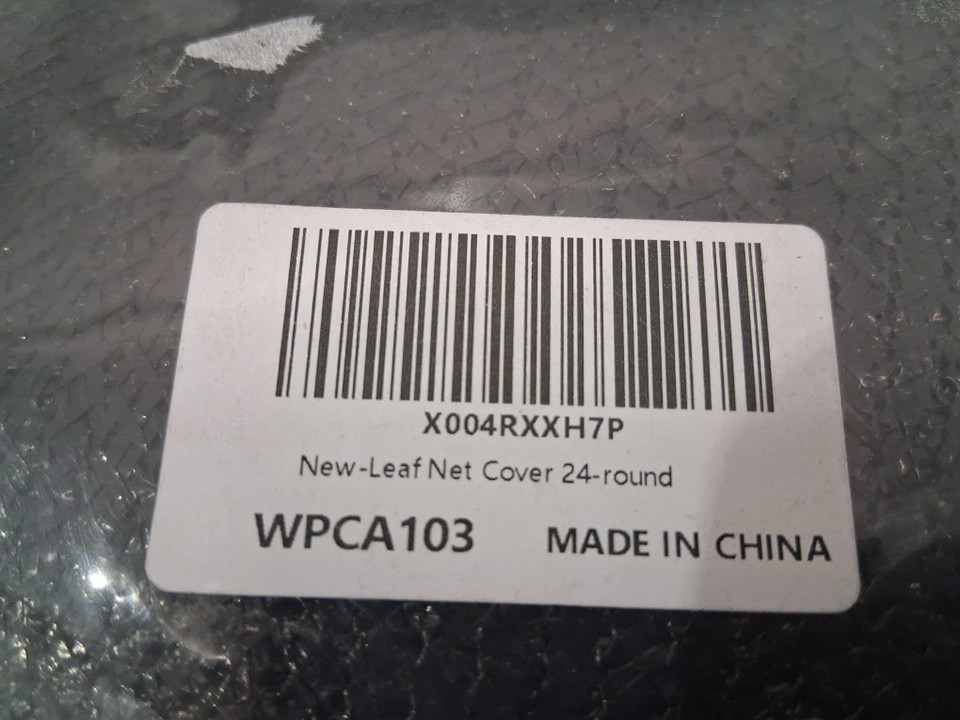 X004RXXH7P
New-Leaf Net Cover 24-round
WPCA103 MADE IN CHINA